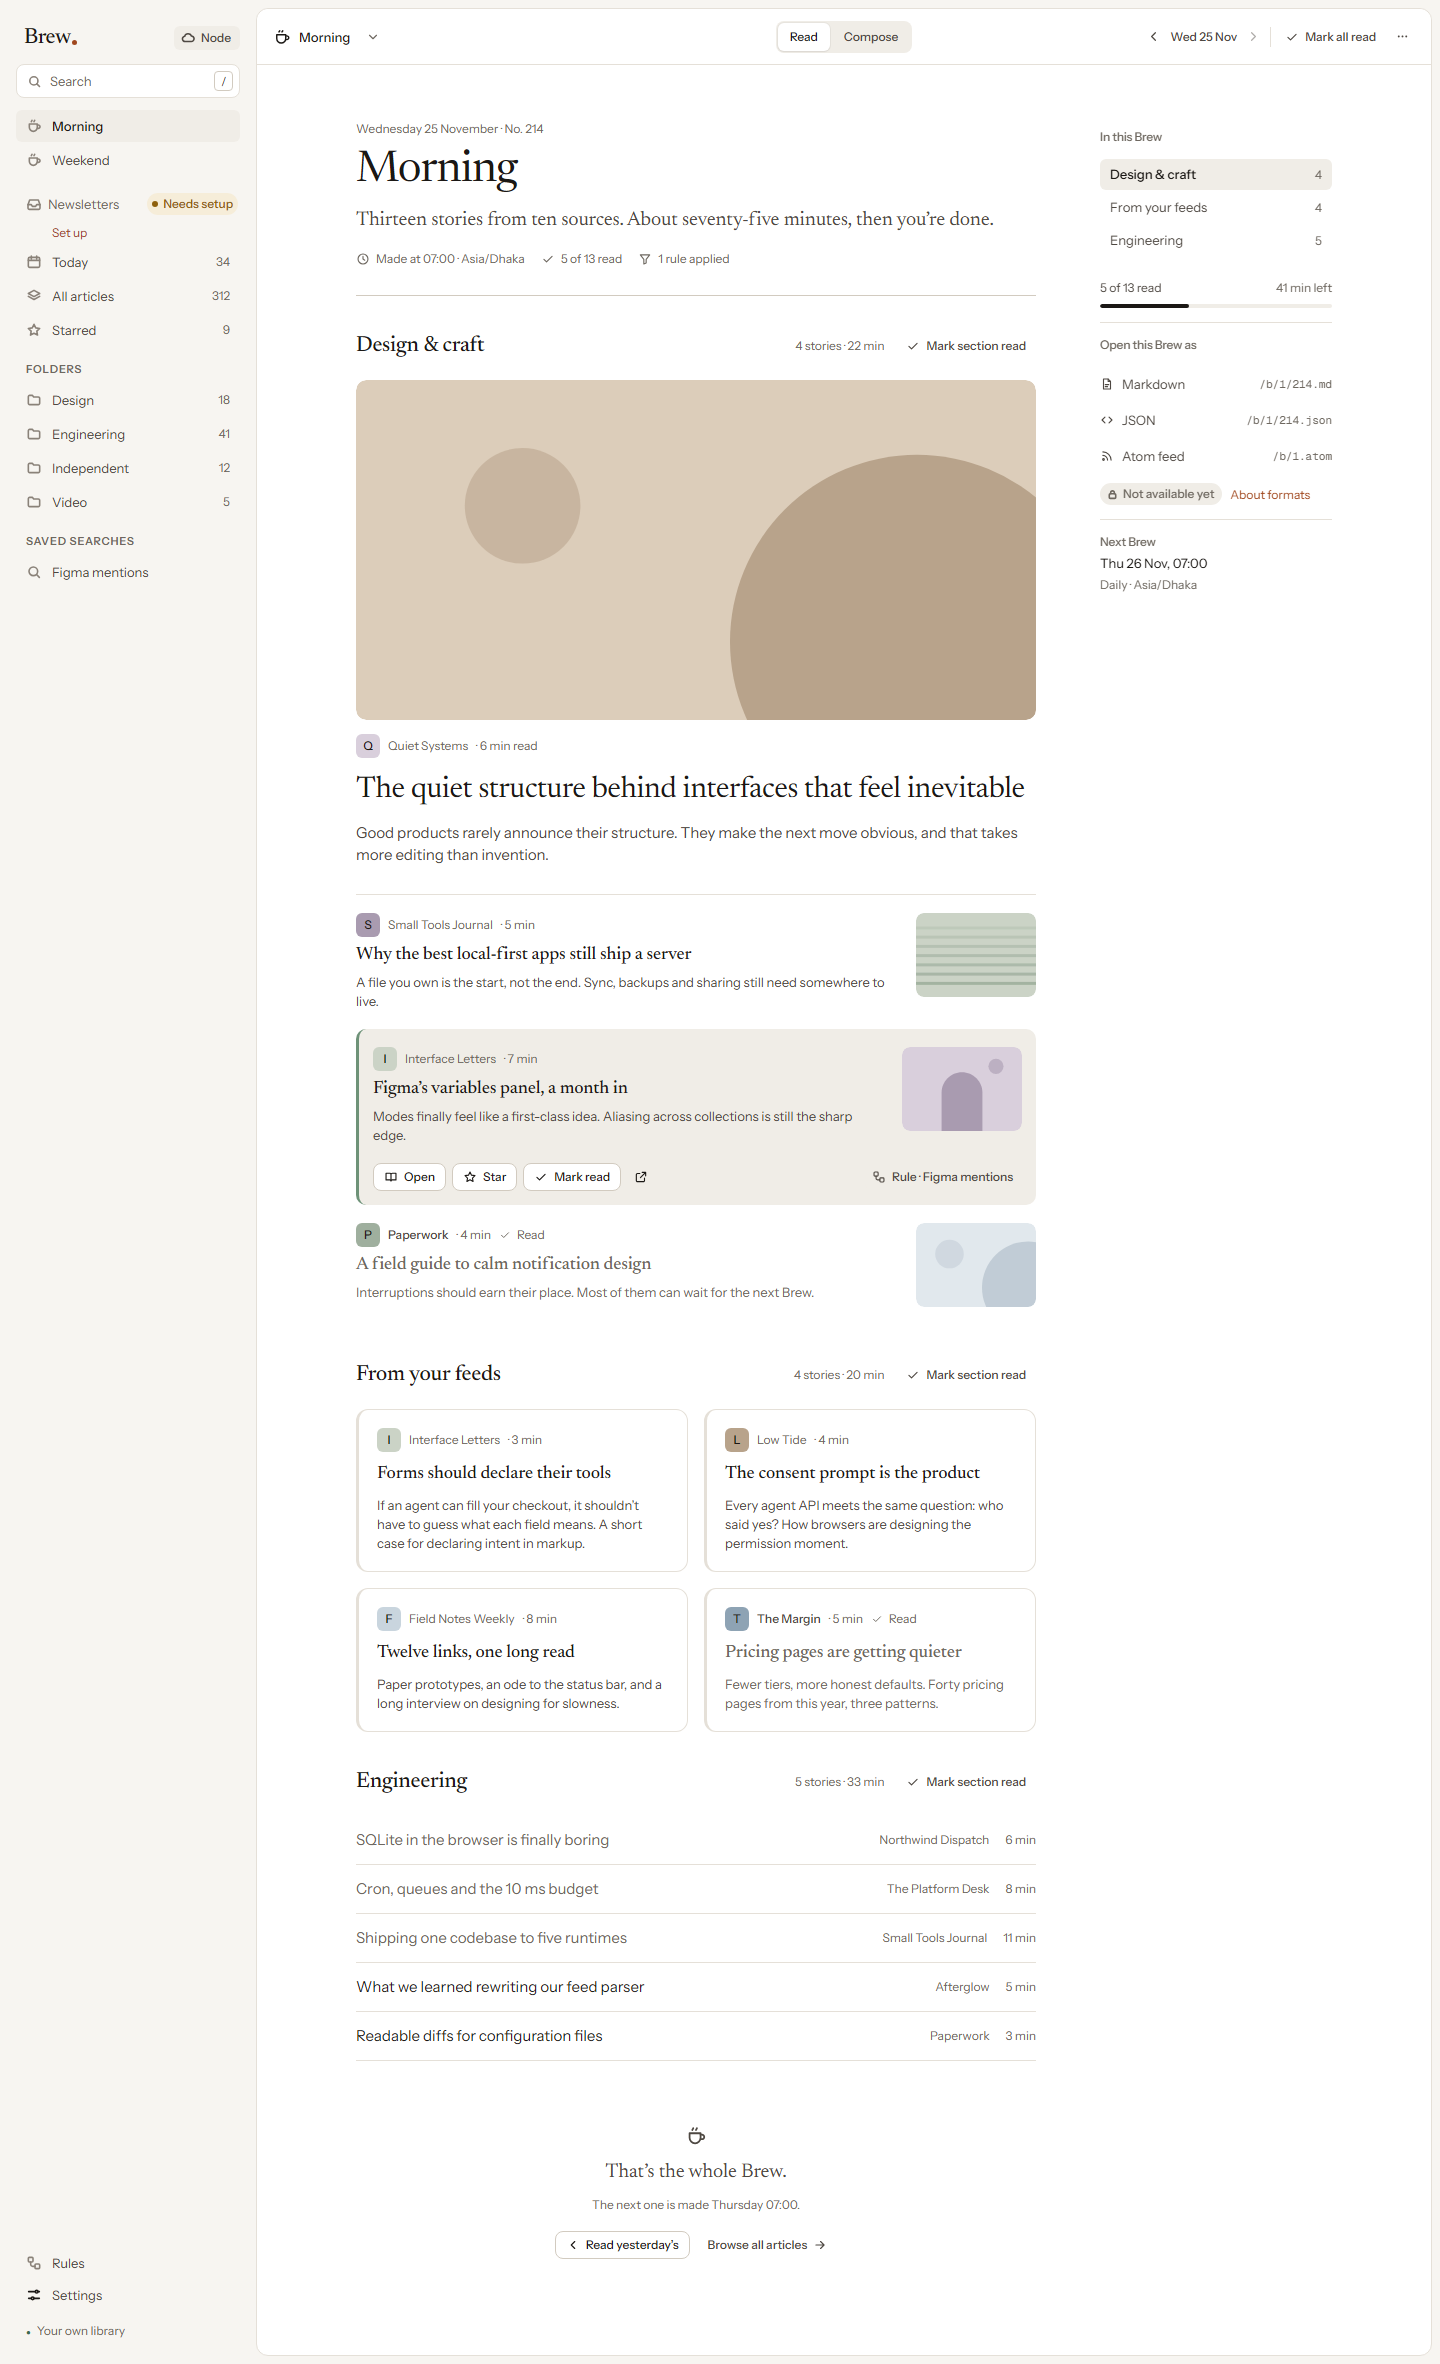 Brew.
Node
Search
/
Morning
Weekend
Newsletters
Needs setup
Set up
Today 34
All articles 312
Starred 9
FOLDERS
Design 18
Engineering 41
Independent 12
Video 5
SAVED SEARCHES
Figma mentions
Rules
Settings
Your own library
Morning
Read
Compose
Wed 25 Nov
Mark all read
Wednesday 25 November · No. 214
Morning
Thirteen stories from ten sources. About seventy-five minutes, then you’re done.
Made at 07:00 · Asia/Dhaka
5 of 13 read
1 rule applied
Design & craft
4 stories · 22 min
Mark section read
Q
Quiet Systems · 6 min read
The quiet structure behind interfaces that feel inevitable
Good products rarely announce their structure. They make the next move obvious, and that takes
more editing than invention.
S
Small Tools Journal · 5 min
Why the best local-first apps still ship a server
A file you own is the start, not the end. Sync, backups and sharing still need somewhere to
live.
I
Interface Letters · 7 min
Figma’s variables panel, a month in
Modes finally feel like a first-class idea. Aliasing across collections is still the sharp
edge.
Open
Star
Mark read
Rule · Figma mentions
P
Paperwork · 4 min
Read
A field guide to calm notification design
Interruptions should earn their place. Most of them can wait for the next Brew.
From your feeds
4 stories · 20 min
Mark section read
I
Interface Letters · 3 min
Forms should declare their tools
If an agent can fill your checkout, it shouldn’t
have to guess what each field means. A short
case for declaring intent in markup.
L
Low Tide · 4 min
The consent prompt is the product
Every agent API meets the same question: who
said yes? How browsers are designing the
permission moment.
F
Field Notes Weekly · 8 min
Twelve links, one long read
Paper prototypes, an ode to the status bar, and a
long interview on designing for slowness.
T
The Margin · 5 min
Read
Pricing pages are getting quieter
Fewer tiers, more honest defaults. Forty pricing
pages from this year, three patterns.
Engineering
5 stories · 33 min
Mark section read
SQLite in the browser is finally boring Northwind Dispatch 6 min
Cron, queues and the 10 ms budget The Platform Desk 8 min
Shipping one codebase to five runtimes Small Tools Journal 11 min
What we learned rewriting our feed parser Afterglow 5 min
Readable diffs for configuration files Paperwork 3 min
That’s the whole Brew.
The next one is made Thursday 07:00.
Read yesterday’s
Browse all articles
In this Brew
Design & craft 4
From your feeds 4
Engineering 5
5 of 13 read 41 min left
Open this Brew as
Markdown /b/1/214.md
JSON /b/1/214.json
Atom feed /b/1.atom
Not available yet
About formats
Next Brew
Thu 26 Nov, 07:00
Daily · Asia/Dhaka